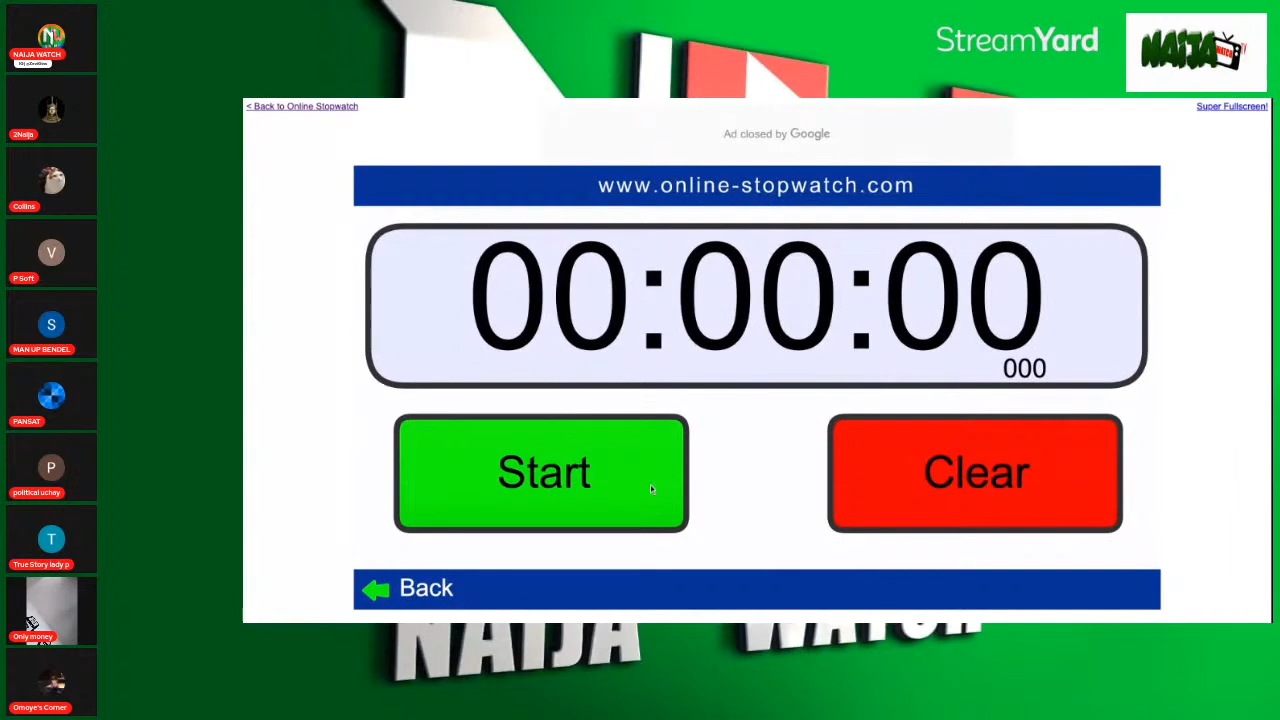 NAIJA WATCH
2Naija
Collins
V
P Soft
S
MAN UP BENDEL
PANSAT
P
political uchay
T
True Story lady p
Only money
Omoye's Corner
StreamYard
NAIJA
WATCH
< Back to Online Stopwatch
Super Fullscreen!
Ad closed by Google
www.online-stopwatch.com
00:00:00
000
Start
Clear
Back
NAIJA WATCH